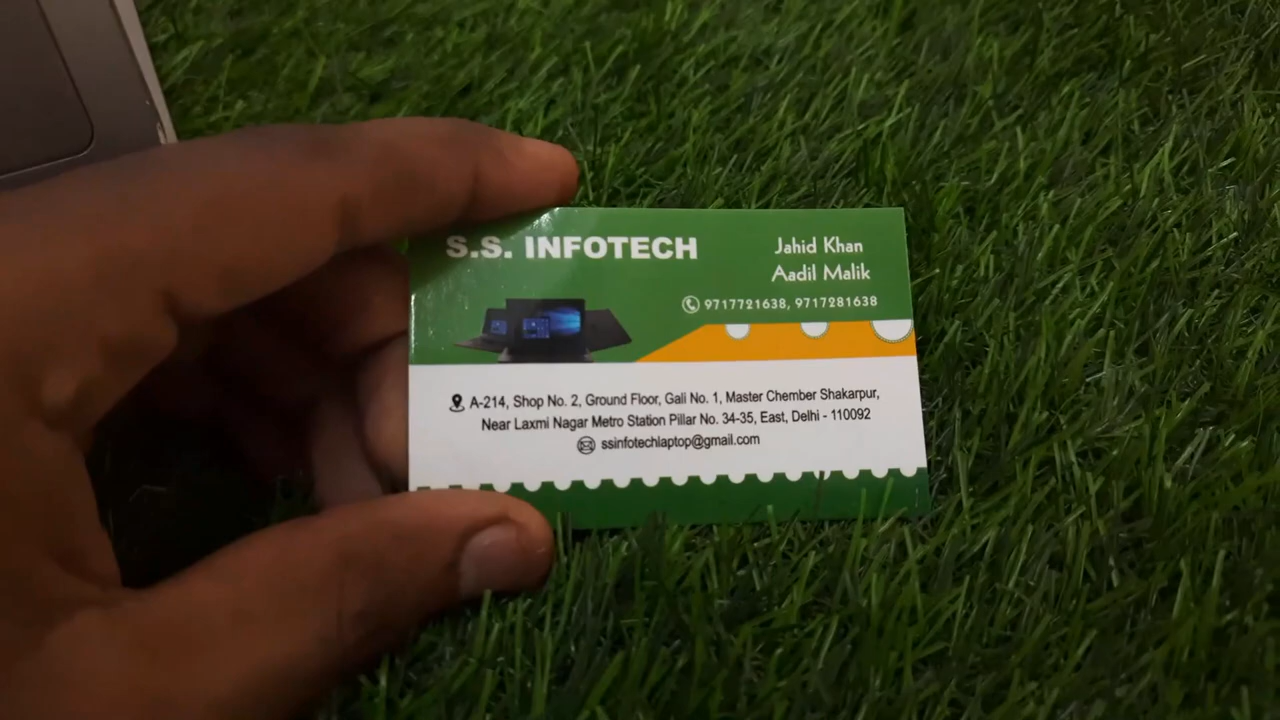 S.S. INFOTECH
Jahid Khan
Aadil Malik
9717721638, 9717281638
A-214, Shop No. 2, Ground Floor, Gali No. 1, Master Chember Shakarpur,
Near Laxmi Nagar Metro Station Pillar No. 34-35, East, Delhi - 110092
ssinfotechlaptop@gmail.com